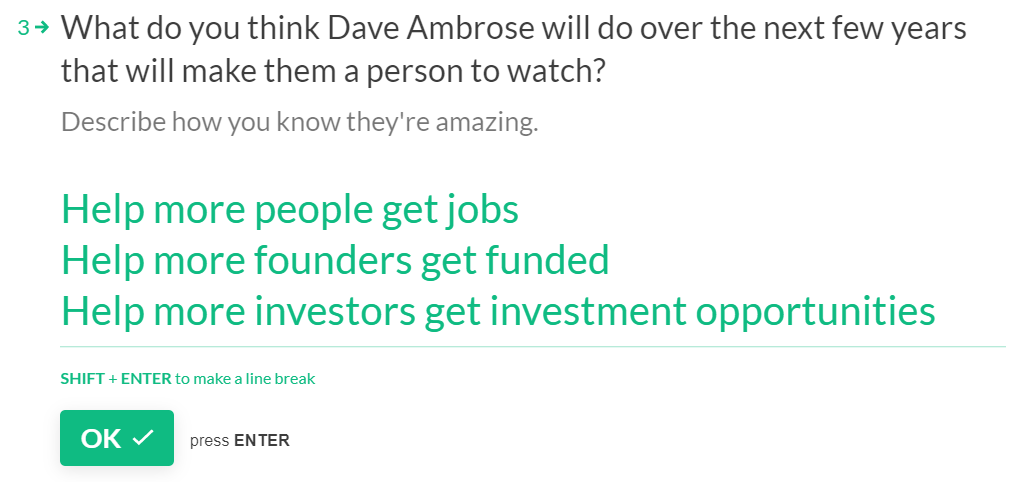 3→ What do you think Dave Ambrose will do over the next few years
that will make them a person to watch?
Describe how you know they're amazing.
Help more people get jobs
Help more founders get funded
Help more investors get investment opportunities
SHIFT + ENTER to make a line break
OK ✓ press ENTER